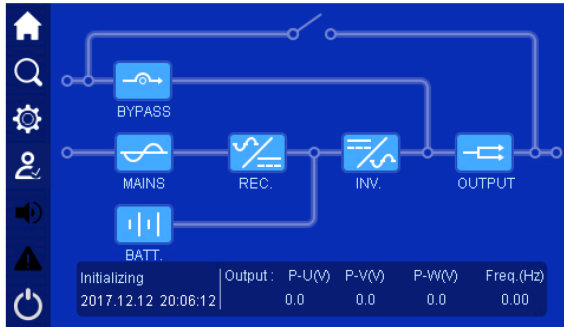 BYPASS
MAINS
REC.
INV.
OUTPUT
BATT.
Initializing
2017.12.12 20:06:12
Output : P-U(V) P-V(V) P-W(V) Freq.(Hz)
0.0 0.0 0.0 0.00